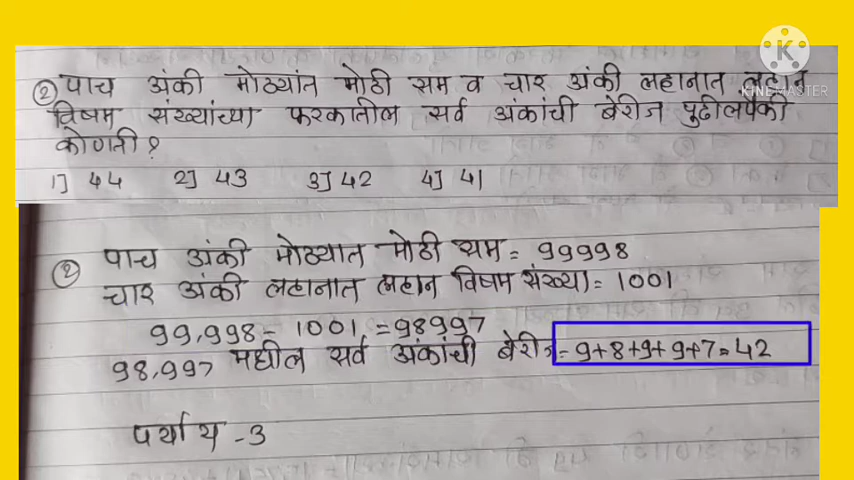 KINEMASTER
② पाच अंकी मोठ्यांत मोठी सम व चार अंकी लहानात लहान
विषम संख्यांच्या फरकातील सर्व अंकांची बेरीज पुढीलपैकी
कोणती?
1] 44 2] 43 3] 42 4] 41
② पाच अंकी मोठ्यात मोठी सम = 99998
चार अंकी लहानात लहान विषम संख्या = 1001
99,998 - 1001 = 98997
98,997 मधील सर्व अंकांची बेरीज = 9+8+9+9+7 = 42
पर्याय - 3